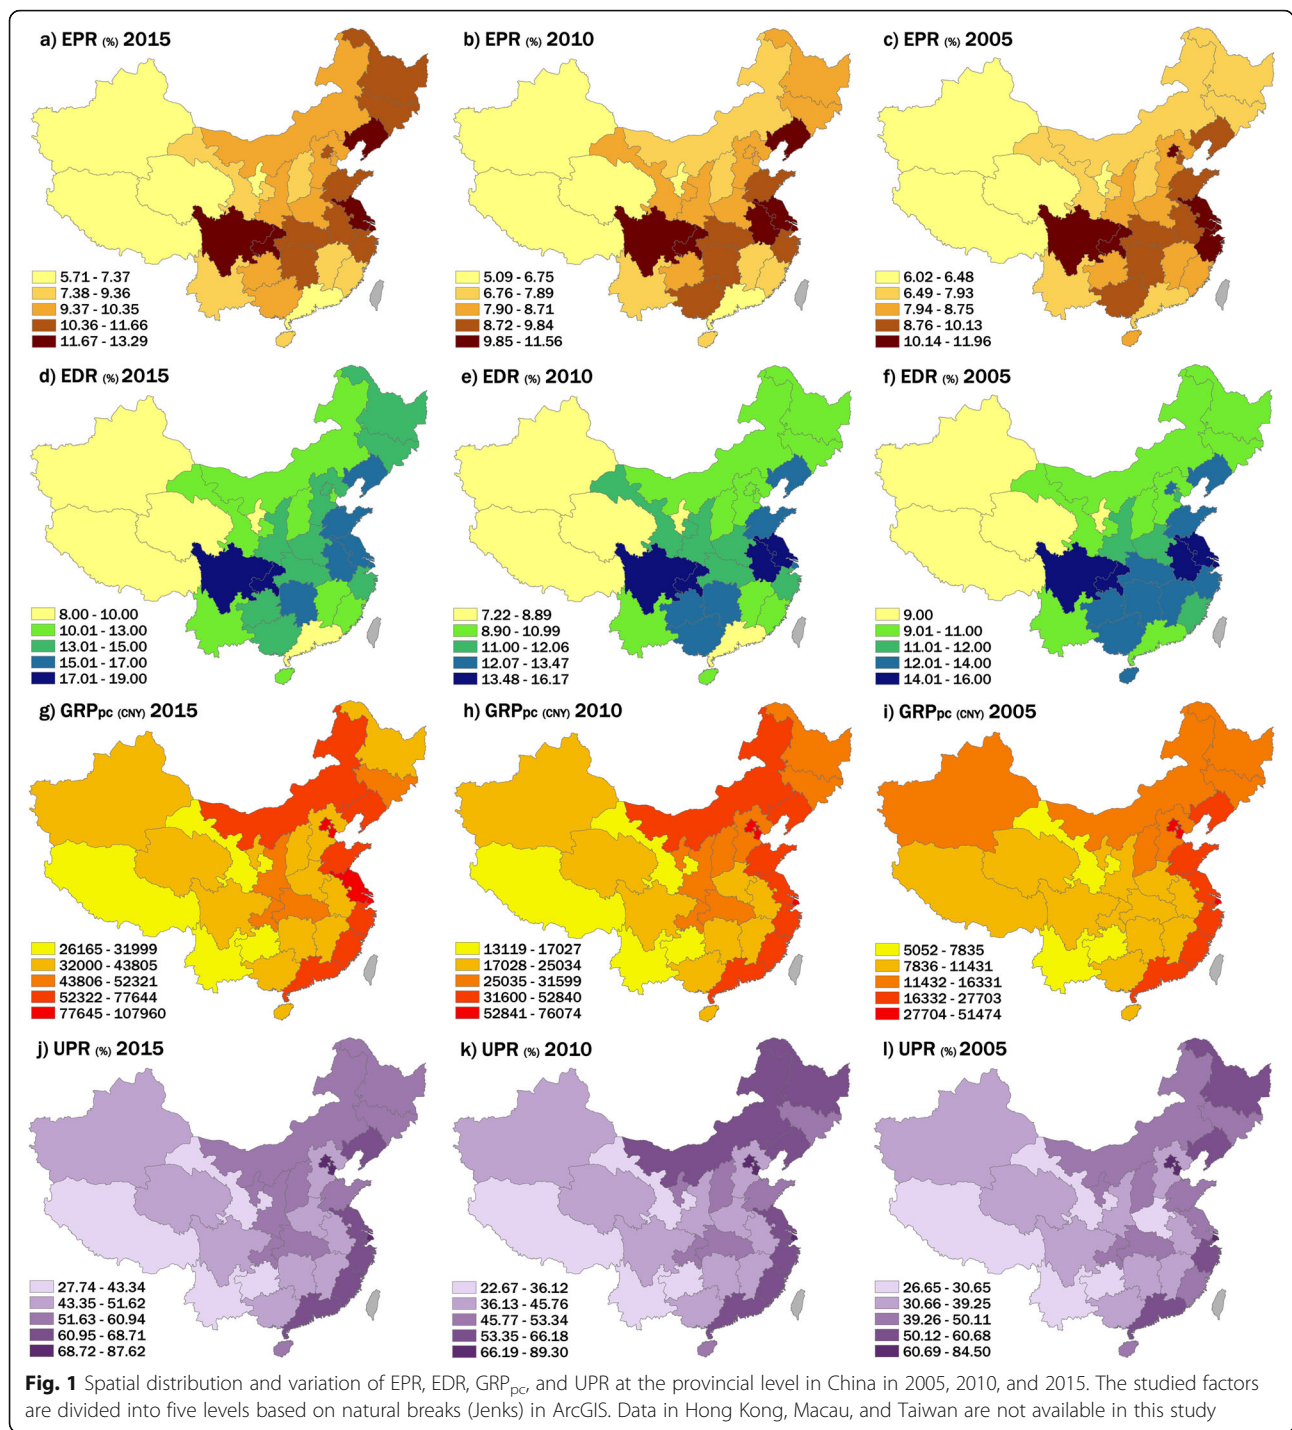 a) EPR (%) 2015
5.71 - 7.37
7.38 - 9.36
9.37 - 10.35
10.36 - 11.66
11.67 - 13.29
b) EPR (%) 2010
5.09 - 6.75
6.76 - 7.89
7.90 - 8.71
8.72 - 9.84
9.85 - 11.56
c) EPR (%) 2005
6.02 - 6.48
6.49 - 7.93
7.94 - 8.75
8.76 - 10.13
10.14 - 11.96
d) EDR (%) 2015
8.00 - 10.00
10.01 - 13.00
13.01 - 15.00
15.01 - 17.00
17.01 - 19.00
e) EDR (%) 2010
7.22 - 8.89
8.90 - 10.99
11.00 - 12.06
12.07 - 13.47
13.48 - 16.17
f) EDR (%) 2005
9.00
9.01 - 11.00
11.01 - 12.00
12.01 - 14.00
14.01 - 16.00
g) GRPpc (CNY) 2015
26165 - 31999
32000 - 43805
43806 - 52321
52322 - 77644
77645 - 107960
h) GRPpc (CNY) 2010
13119 - 17027
17028 - 25034
25035 - 31599
31600 - 52840
52841 - 76074
i) GRPpc (CNY) 2005
5052 - 7835
7836 - 11431
11432 - 16331
16332 - 27703
27704 - 51474
j) UPR (%) 2015
27.74 - 43.34
43.35 - 51.62
51.63 - 60.94
60.95 - 68.71
68.72 - 87.62
k) UPR (%) 2010
22.67 - 36.12
36.13 - 45.76
45.77 - 53.34
53.35 - 66.18
66.19 - 89.30
l) UPR (%) 2005
26.65 - 30.65
30.66 - 39.25
39.26 - 50.11
50.12 - 60.68
60.69 - 84.50
Fig. 1 Spatial distribution and variation of EPR, EDR, GRPpc, and UPR at the provincial level in China in 2005, 2010, and 2015. The studied factors
are divided into five levels based on natural breaks (Jenks) in ArcGIS. Data in Hong Kong, Macau, and Taiwan are not available in this study